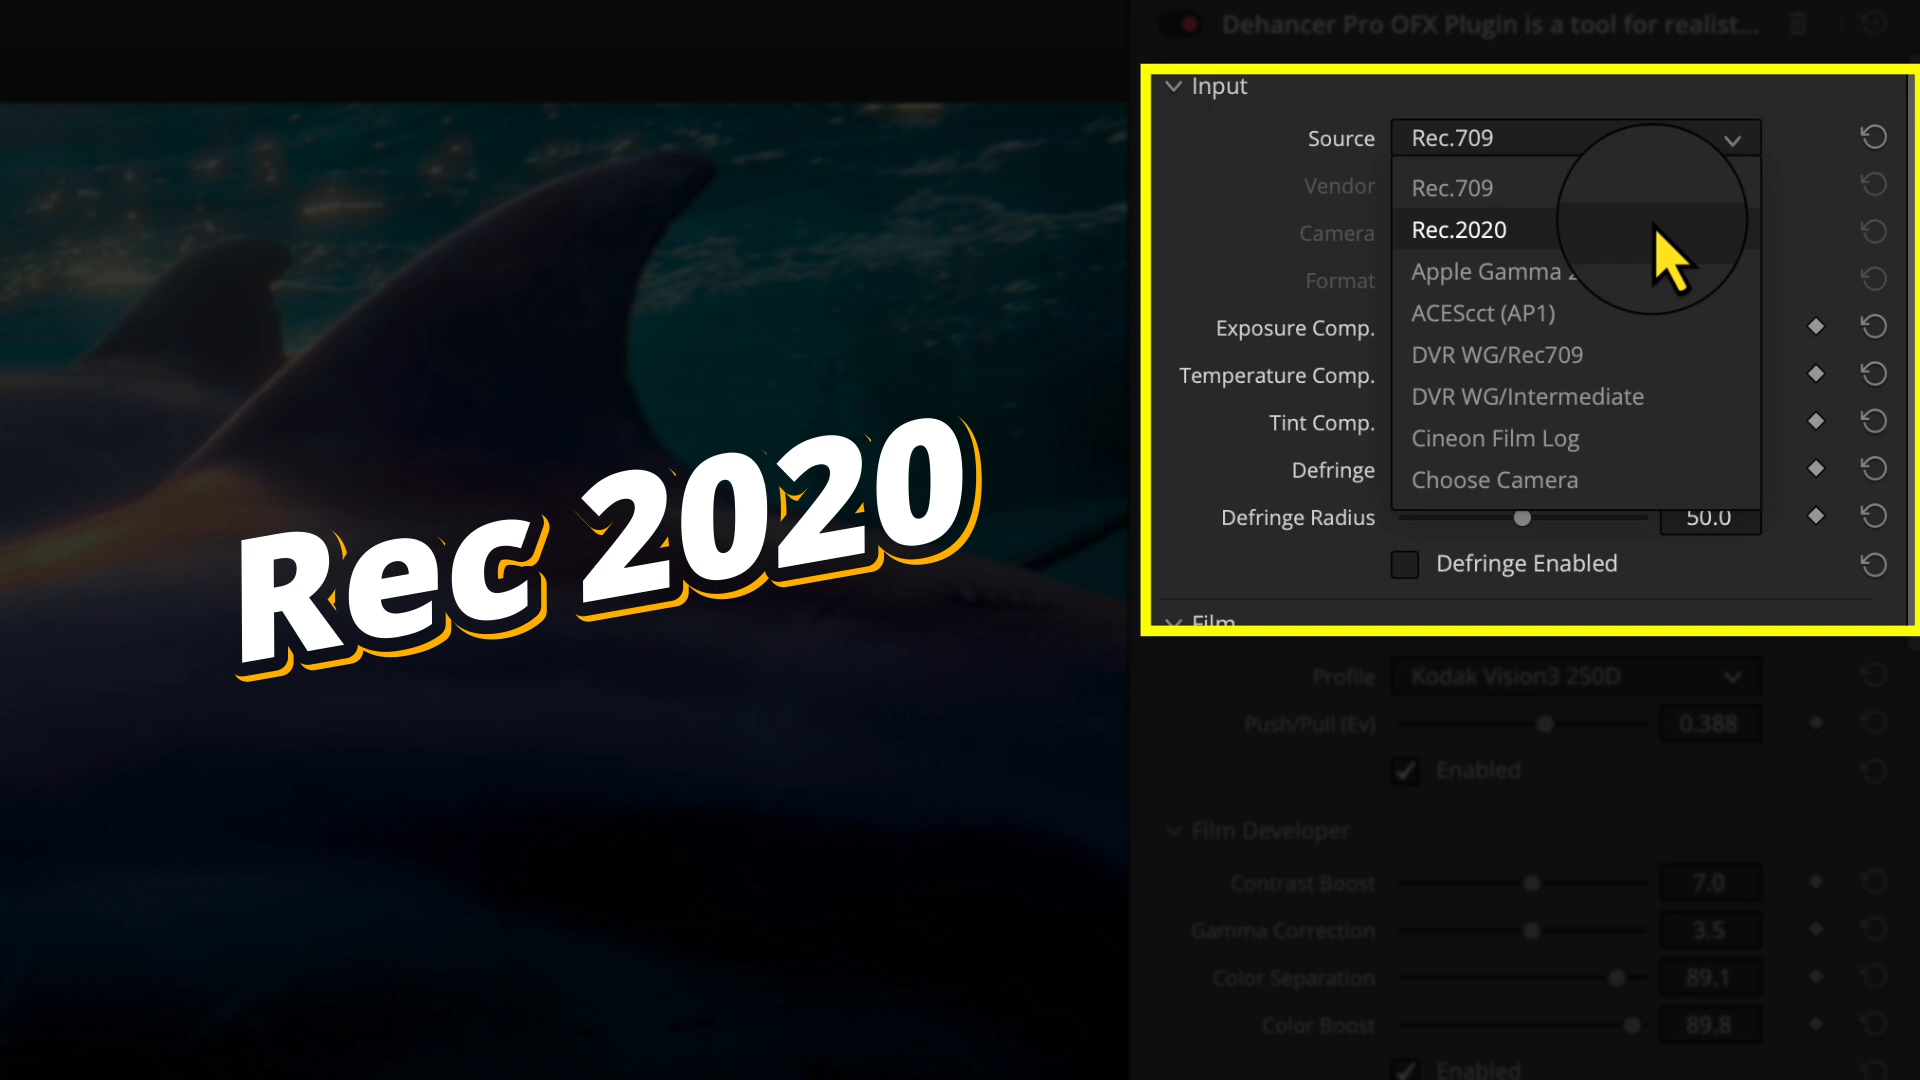 Dehancer Pro OFX Plugin is a tool for realist...
Input
Source Rec.709
Vendor Rec.709
Camera Rec.2020
Apple Gamma
Format
ACEScct (AP1)
Exposure Comp.
DVR WG/Rec709
Temperature Comp.
DVR WG/Intermediate
Tint Comp.
Cineon Film Log
Defringe
Choose Camera
Defringe Radius 50.0
Defringe Enabled
Film
Rec 2020
Profile Kodak Vision3 250D
Push/Pull (Ev) 0.388
Enabled
Film Developer
Contrast Boost 7.0
Gamma Correction 3.5
Color Separation 89.1
Color Boost 89.8
Enabled